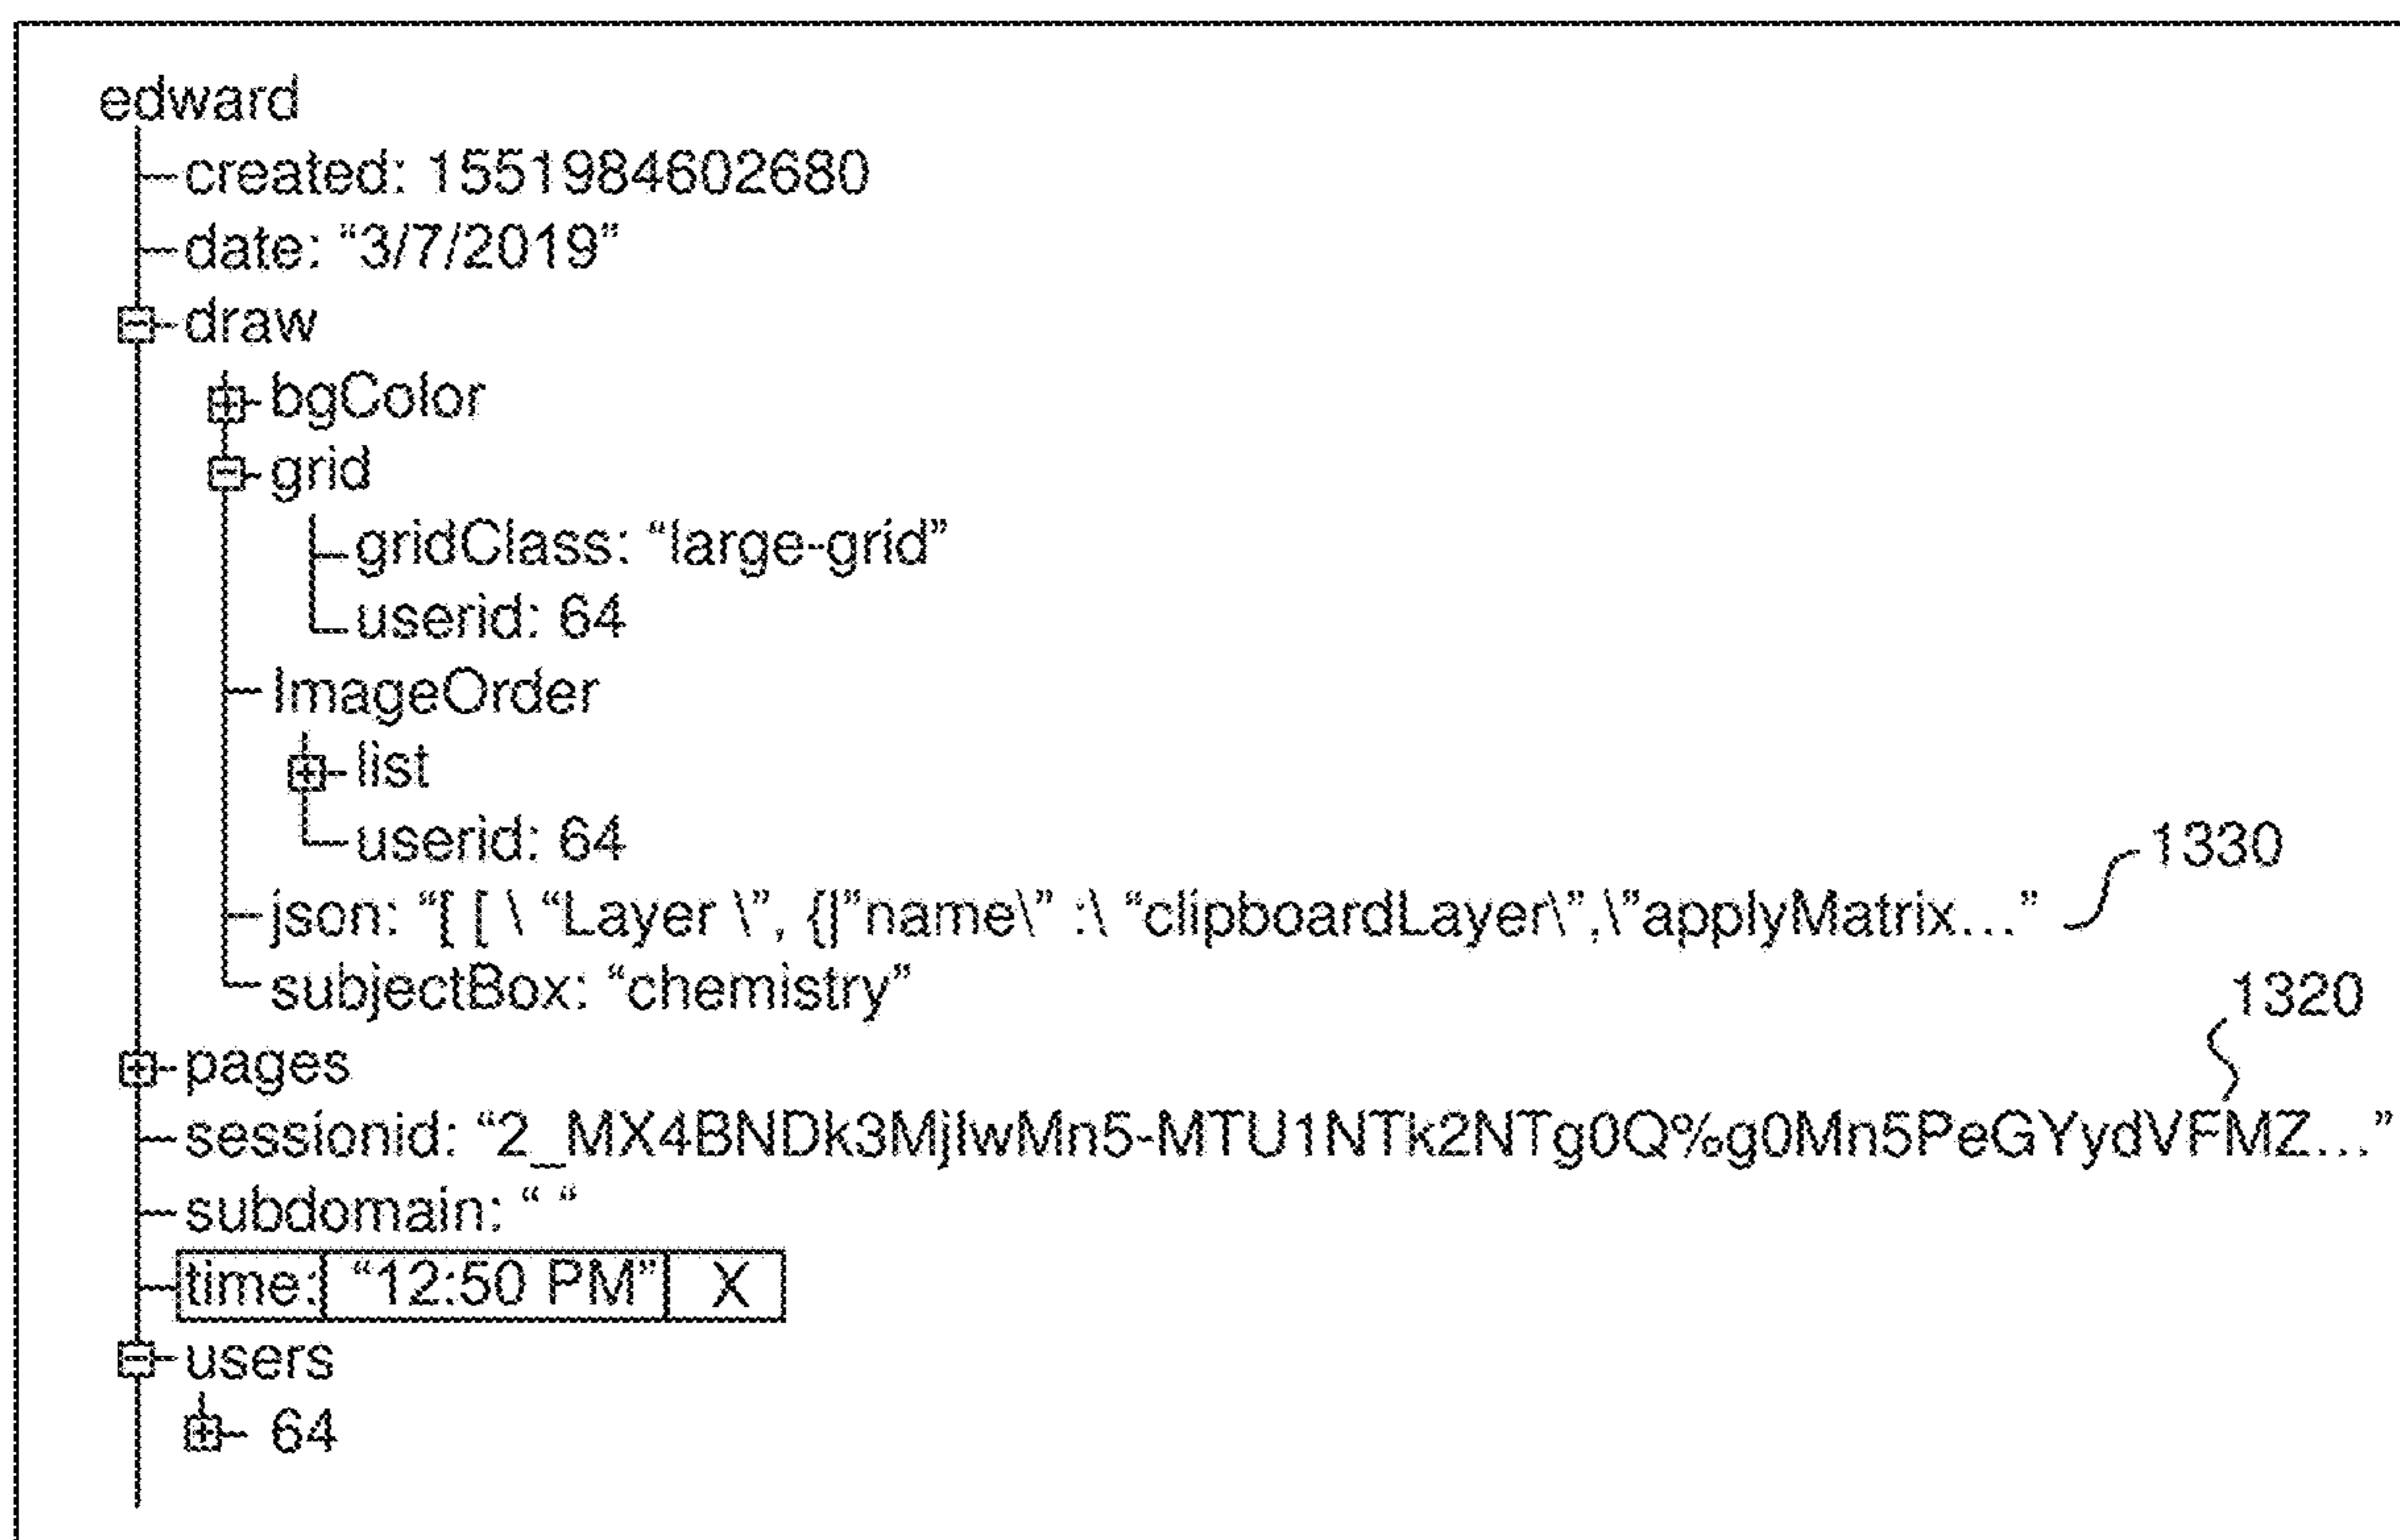 edward
created: 1551984602680
date: “3/7/2019”
draw
bgColor
grid
gridClass: “large-grid”
userid: 64
ImageOrder
list
userid: 64
1330
json: “[ [ \ “Layer \”, {|”name\” :\ “clipboardLayer\”,\”applyMatrix...”
subjectBox: “chemistry”
1320
pages
sessionid: “2_MX4BNDk3MjlwMn5-MTU1NTk2NTg0Q%g0Mn5PeGYydVFMZ...”
subdomain: “ “
time: “12:50 PM” X
users
64